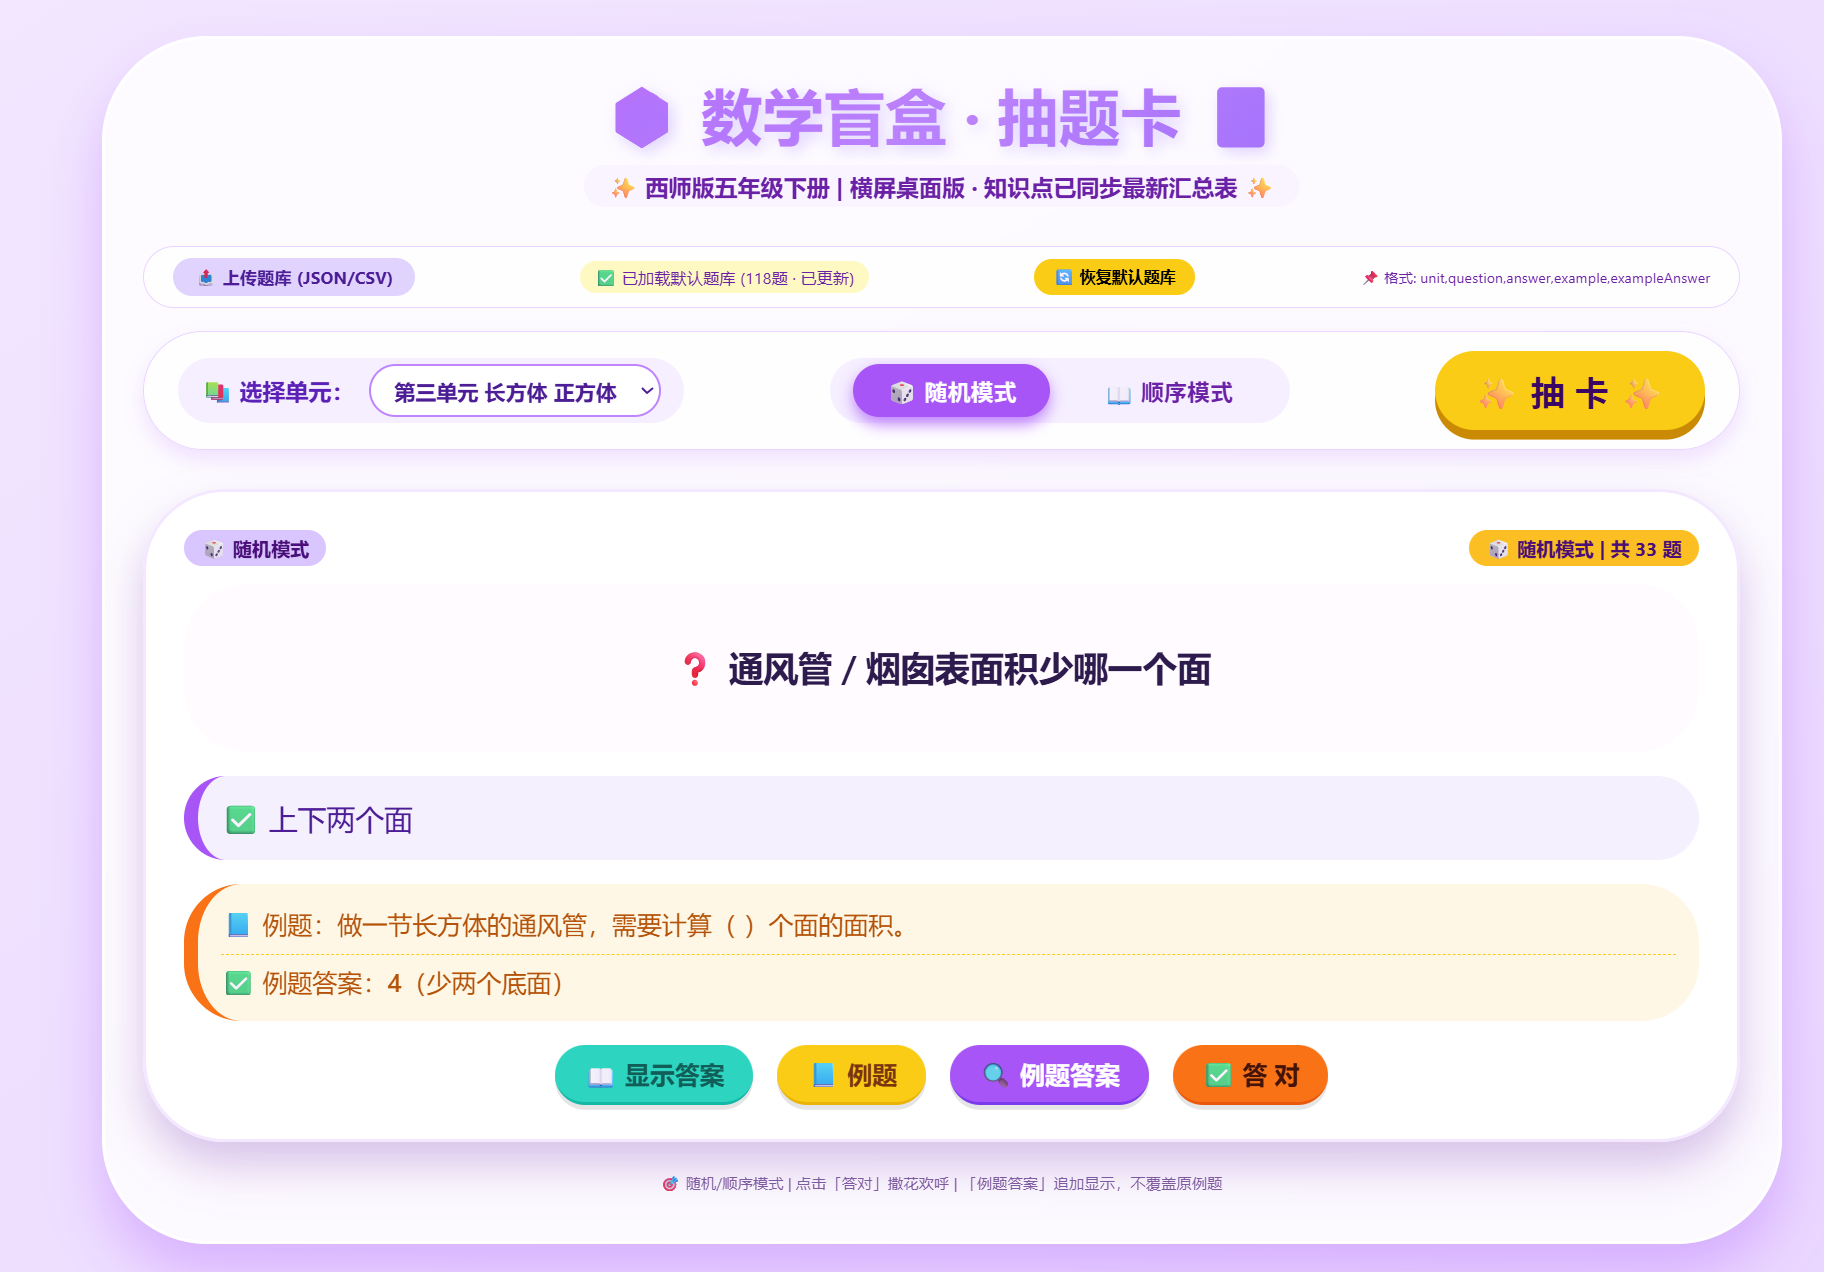 数学盲盒 · 抽题卡
✨ 西师版五年级下册 | 横屏桌面版 · 知识点已同步最新汇总表 ✨
📤 上传题库 (JSON/CSV)
✅ 已加载默认题库 (118题 · 已更新)
🔄 恢复默认题库
📌 格式: unit,question,answer,example,exampleAnswer
📚 选择单元：
第三单元 长方体 正方体
🎲 随机模式
📖 顺序模式
✨ 抽 卡 ✨
🎲 随机模式
🎲 随机模式 | 共 33 题
❓ 通风管 / 烟囱表面积少哪一个面
✅ 上下两个面
📘 例题：做一节长方体的通风管，需要计算（ ）个面的面积。
✅ 例题答案：4（少两个底面）
📖 显示答案
📘 例题
🔍 例题答案
✅ 答 对
🎯 随机/顺序模式 | 点击「答对」撒花欢呼 | 「例题答案」追加显示，不覆盖原例题